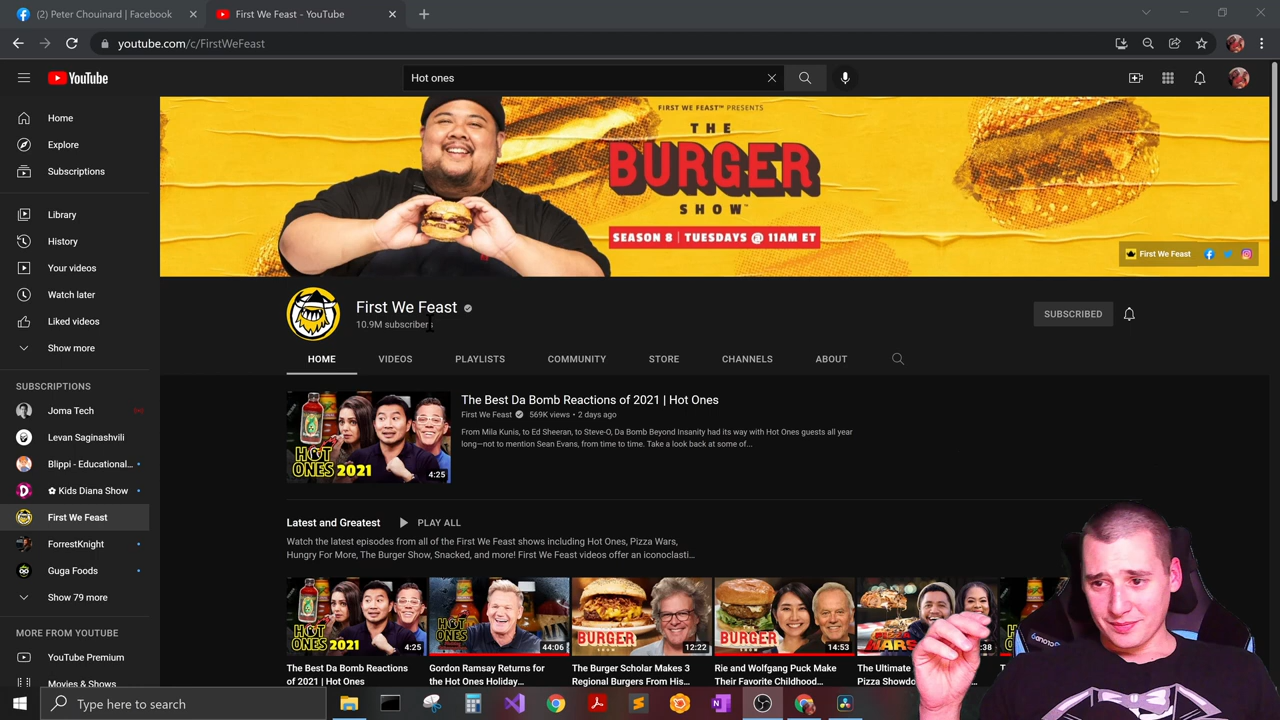 (2) Peter Chouinard | Facebook
First We Feast - YouTube
youtube.com/c/FirstWeFeast
YouTube
Hot ones
Home
Explore
Subscriptions
Library
History
Your videos
Watch later
Liked videos
Show more
SUBSCRIPTIONS
Joma Tech
Levan Saginashvili
Blippi - Educational...
✿ Kids Diana Show
First We Feast
ForrestKnight
Guga Foods
Show 79 more
MORE FROM YOUTUBE
YouTube Premium
Movies & Shows
FIRST WE FEAST™ PRESENTS
THE
BURGER
SHOW™
SEASON 8 | TUESDAYS @ 11AM ET
First We Feast
First We Feast
10.9M subscribers
SUBSCRIBED
HOME VIDEOS PLAYLISTS COMMUNITY STORE CHANNELS ABOUT
HOT
ONES 2021
4:25
The Best Da Bomb Reactions of 2021 | Hot Ones
First We Feast 569K views • 2 days ago
From Mila Kunis, to Ed Sheeran, to Steve-O, Da Bomb Beyond Insanity had its way with Hot Ones guests all year
long—not to mention Sean Evans, from time to time. Take a look back at some of...
Latest and Greatest PLAY ALL
Watch the latest episodes from all of the First We Feast shows including Hot Ones, Pizza Wars,
Hungry For More, The Burger Show, Snacked, and more! First We Feast videos offer an iconoclasti...
HOT
ONES 2021
4:25
The Best Da Bomb Reactions
of 2021 | Hot Ones
HOT
ONES
44:06
Gordon Ramsay Returns for
the Hot Ones Holiday
BURGER
12:22
The Burger Scholar Makes 3
Regional Burgers From His
BURGER
14:53
Rie and Wolfgang Puck Make
Their Favorite Childhood
PIZZA
WARS
:38
The Ultimate
Pizza Showdo
Type here to search